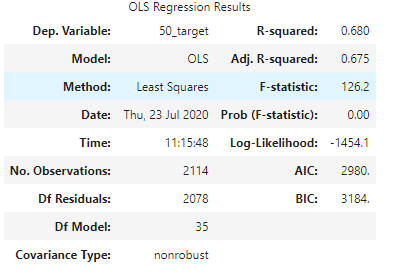 OLS Regression Results
Dep. Variable: 50_target R-squared: 0.680
Model: OLS Adj. R-squared: 0.675
Method: Least Squares F-statistic: 126.2
Date: Thu, 23 Jul 2020 Prob (F-statistic): 0.00
Time: 11:15:48 Log-Likelihood: -1454.1
No. Observations: 2114 AIC: 2980.
Df Residuals: 2078 BIC: 3184.
Df Model: 35
Covariance Type: nonrobust